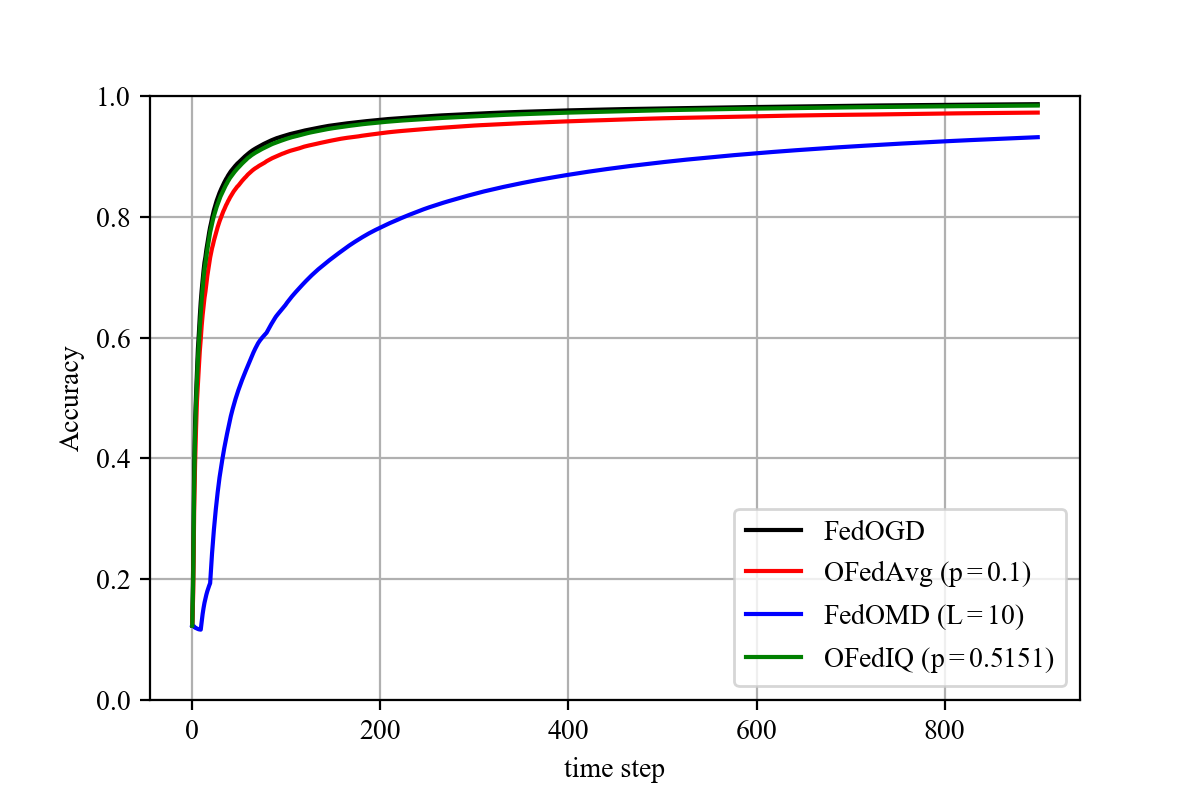 1.0
0.8
0.6
0.4
0.2
0.0
Accuracy
FedOGD
OFedAvg (p = 0.1)
FedOMD (L = 10)
OFedIQ (p = 0.5151)
0 200 400 600 800
time step